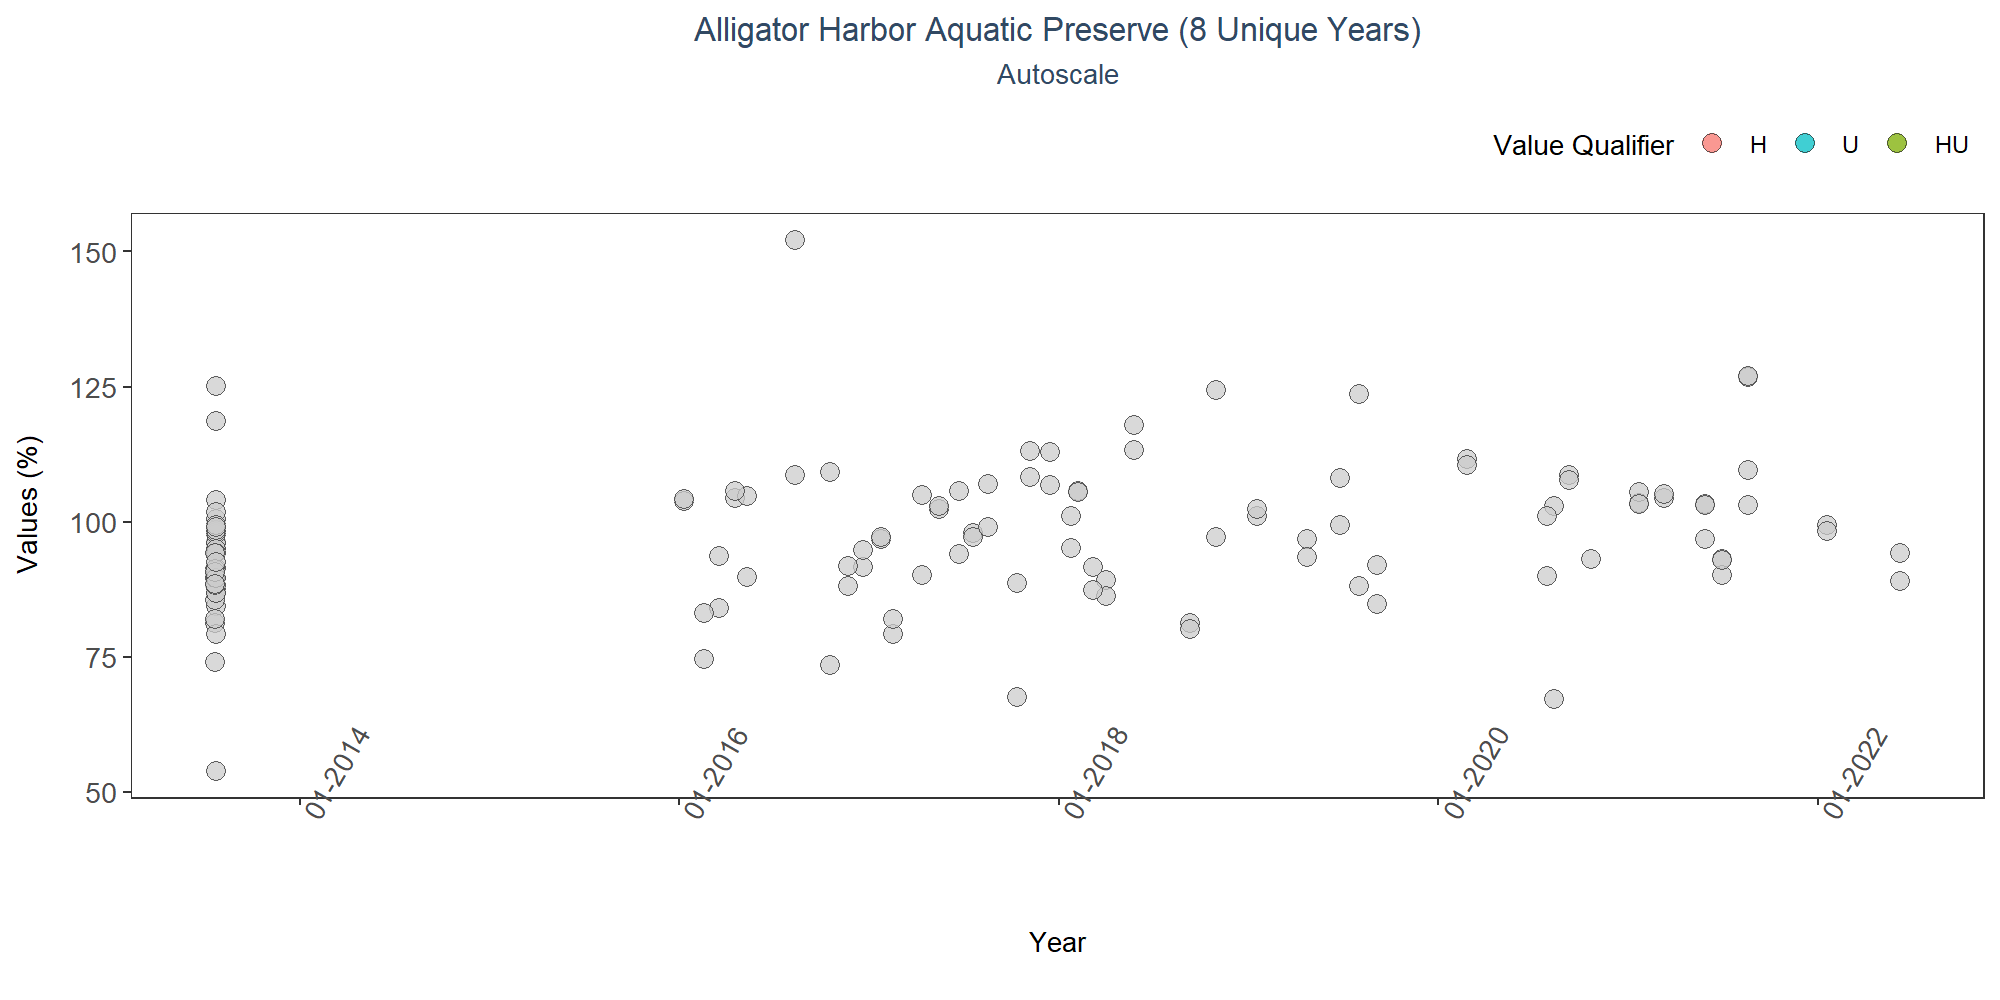 Alligator Harbor Aquatic Preserve (8 Unique Years)
Autoscale
Value Qualifier H U HU
Values (%)
150
125
100
75
50
01-2014 01-2016 01-2018 01-2020 01-2022
Year